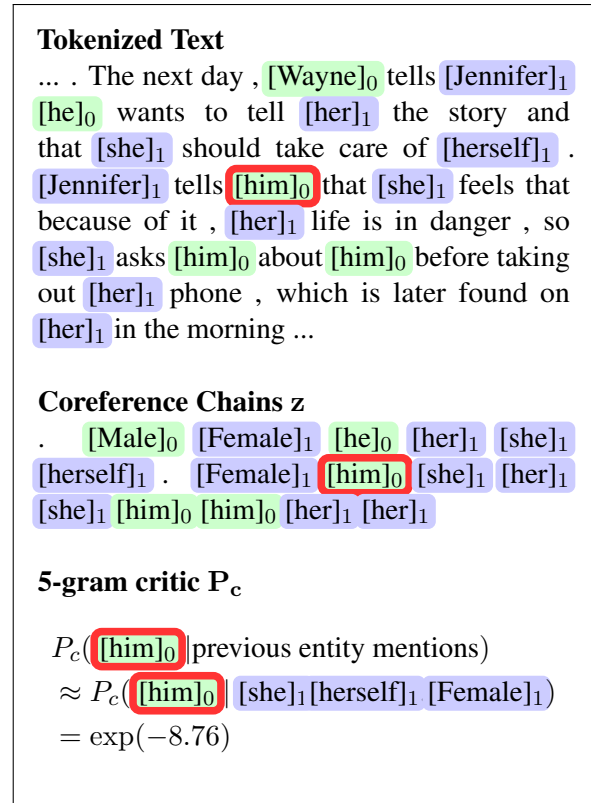 Tokenized Text
... . The next day , [Wayne]0 tells [Jennifer]1
[he]0 wants to tell [her]1 the story and
that [she]1 should take care of [herself]1 .
[Jennifer]1 tells [him]0 that [she]1 feels that
because of it , [her]1 life is in danger , so
[she]1 asks [him]0 about [him]0 before taking
out [her]1 phone , which is later found on
[her]1 in the morning ...
Coreference Chains z
. [Male]0 [Female]1 [he]0 [her]1 [she]1
[herself]1 . [Female]1 [him]0 [she]1 [her]1
[she]1 [him]0 [him]0 [her]1 [her]1
5-gram critic Pc
Pc([him]0|previous entity mentions)
≈ Pc([him]0| [she]1[herself]1 [Female]1)
= exp(−8.76)